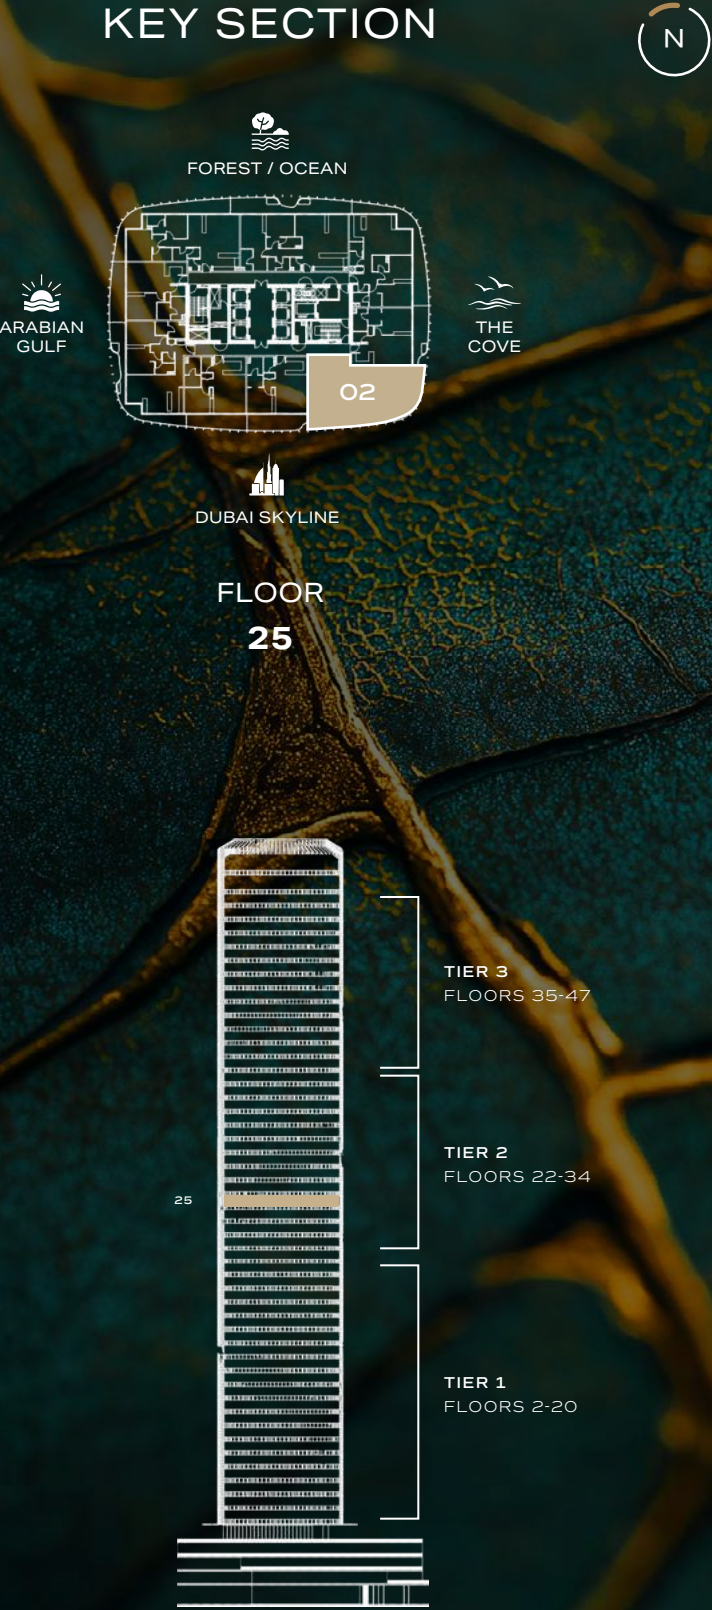 KEY SECTION
N
FOREST / OCEAN
ARABIAN
GULF
THE
COVE
02
DUBAI SKYLINE
FLOOR
25
TIER 3
FLOORS 35-47
TIER 2
FLOORS 22-34
25
TIER 1
FLOORS 2-20